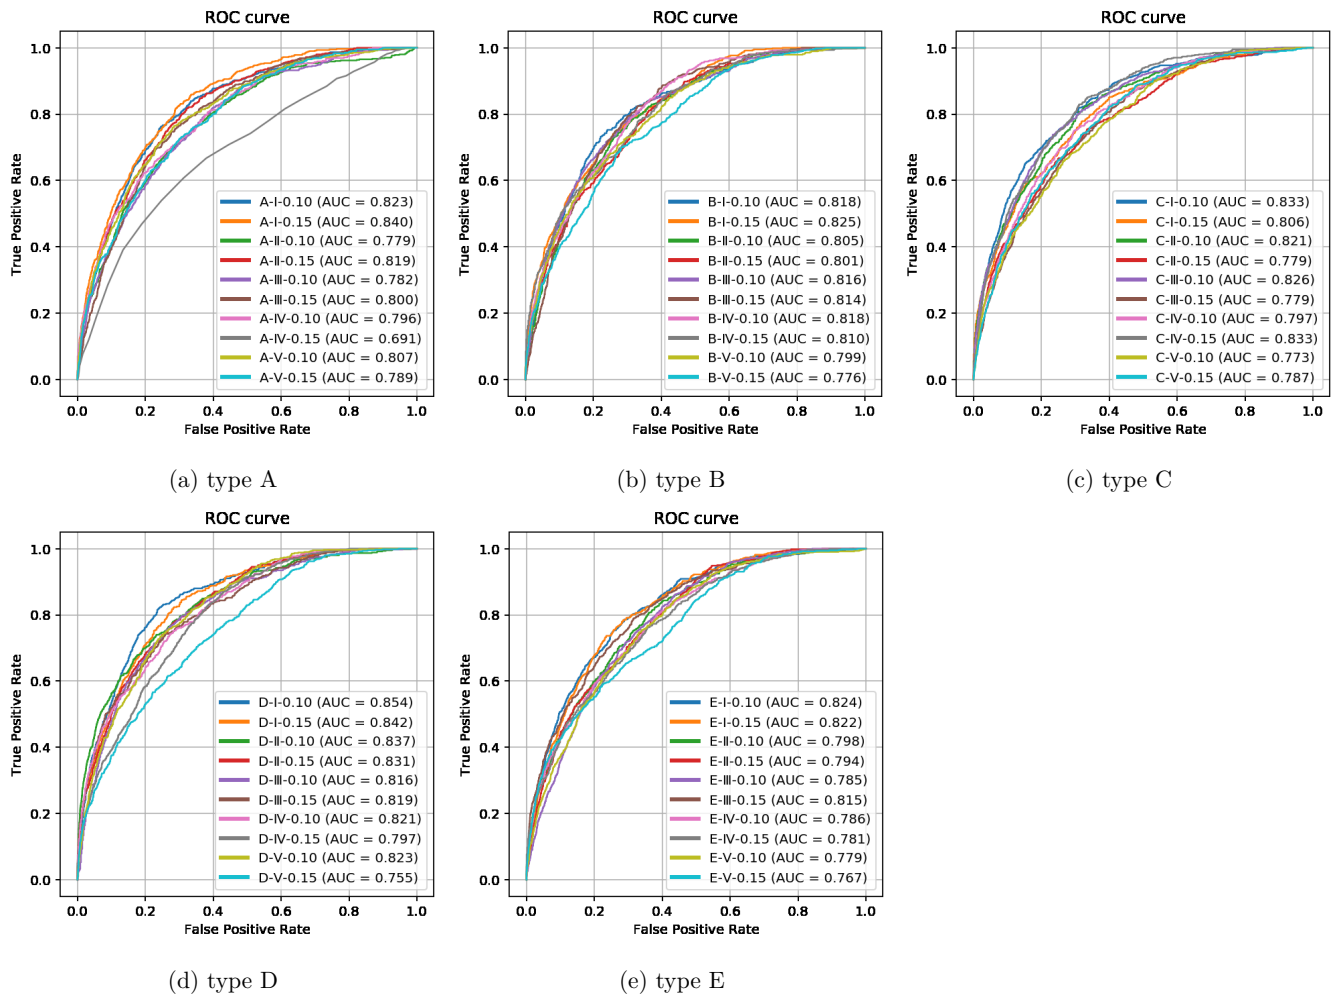 ROC curve
True Positive Rate
1.0
0.8
0.6
0.4
0.2
0.0
A-Ⅰ-0.10 (AUC = 0.823)
A-Ⅰ-0.15 (AUC = 0.840)
A-Ⅱ-0.10 (AUC = 0.779)
A-Ⅱ-0.15 (AUC = 0.819)
A-Ⅲ-0.10 (AUC = 0.782)
A-Ⅲ-0.15 (AUC = 0.800)
A-Ⅳ-0.10 (AUC = 0.796)
A-Ⅳ-0.15 (AUC = 0.691)
A-Ⅴ-0.10 (AUC = 0.807)
A-Ⅴ-0.15 (AUC = 0.789)
0.0 0.2 0.4 0.6 0.8 1.0
False Positive Rate
(a) type A
ROC curve
True Positive Rate
1.0
0.8
0.6
0.4
0.2
0.0
B-Ⅰ-0.10 (AUC = 0.818)
B-Ⅰ-0.15 (AUC = 0.825)
B-Ⅱ-0.10 (AUC = 0.805)
B-Ⅱ-0.15 (AUC = 0.801)
B-Ⅲ-0.10 (AUC = 0.816)
B-Ⅲ-0.15 (AUC = 0.814)
B-Ⅳ-0.10 (AUC = 0.818)
B-Ⅳ-0.15 (AUC = 0.810)
B-Ⅴ-0.10 (AUC = 0.799)
B-Ⅴ-0.15 (AUC = 0.776)
0.0 0.2 0.4 0.6 0.8 1.0
False Positive Rate
(b) type B
ROC curve
True Positive Rate
1.0
0.8
0.6
0.4
0.2
0.0
C-Ⅰ-0.10 (AUC = 0.833)
C-Ⅰ-0.15 (AUC = 0.806)
C-Ⅱ-0.10 (AUC = 0.821)
C-Ⅱ-0.15 (AUC = 0.779)
C-Ⅲ-0.10 (AUC = 0.826)
C-Ⅲ-0.15 (AUC = 0.779)
C-Ⅳ-0.10 (AUC = 0.797)
C-Ⅳ-0.15 (AUC = 0.833)
C-Ⅴ-0.10 (AUC = 0.773)
C-Ⅴ-0.15 (AUC = 0.787)
0.0 0.2 0.4 0.6 0.8 1.0
False Positive Rate
(c) type C
ROC curve
True Positive Rate
1.0
0.8
0.6
0.4
0.2
0.0
D-Ⅰ-0.10 (AUC = 0.854)
D-Ⅰ-0.15 (AUC = 0.842)
D-Ⅱ-0.10 (AUC = 0.837)
D-Ⅱ-0.15 (AUC = 0.831)
D-Ⅲ-0.10 (AUC = 0.816)
D-Ⅲ-0.15 (AUC = 0.819)
D-Ⅳ-0.10 (AUC = 0.821)
D-Ⅳ-0.15 (AUC = 0.797)
D-Ⅴ-0.10 (AUC = 0.823)
D-Ⅴ-0.15 (AUC = 0.755)
0.0 0.2 0.4 0.6 0.8 1.0
False Positive Rate
(d) type D
ROC curve
True Positive Rate
1.0
0.8
0.6
0.4
0.2
0.0
E-Ⅰ-0.10 (AUC = 0.824)
E-Ⅰ-0.15 (AUC = 0.822)
E-Ⅱ-0.10 (AUC = 0.798)
E-Ⅱ-0.15 (AUC = 0.794)
E-Ⅲ-0.10 (AUC = 0.785)
E-Ⅲ-0.15 (AUC = 0.815)
E-Ⅳ-0.10 (AUC = 0.786)
E-Ⅳ-0.15 (AUC = 0.781)
E-Ⅴ-0.10 (AUC = 0.779)
E-Ⅴ-0.15 (AUC = 0.767)
0.0 0.2 0.4 0.6 0.8 1.0
False Positive Rate
(e) type E